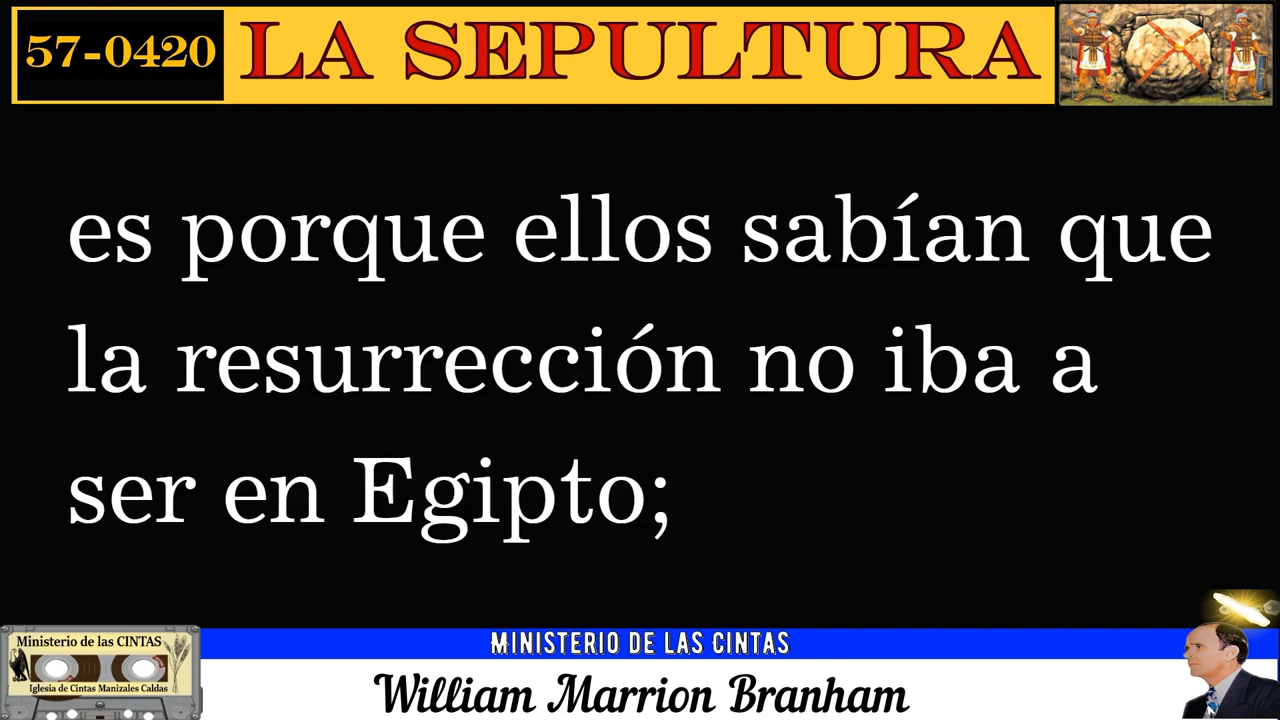 57-0420
LA SEPULTURA
es porque ellos sabían que
la resurrección no iba a
ser en Egipto;
Ministerio de las CINTAS
Iglesia de Cintas Manizales Caldas
MINISTERIO DE LAS CINTAS
William Marrion Branham